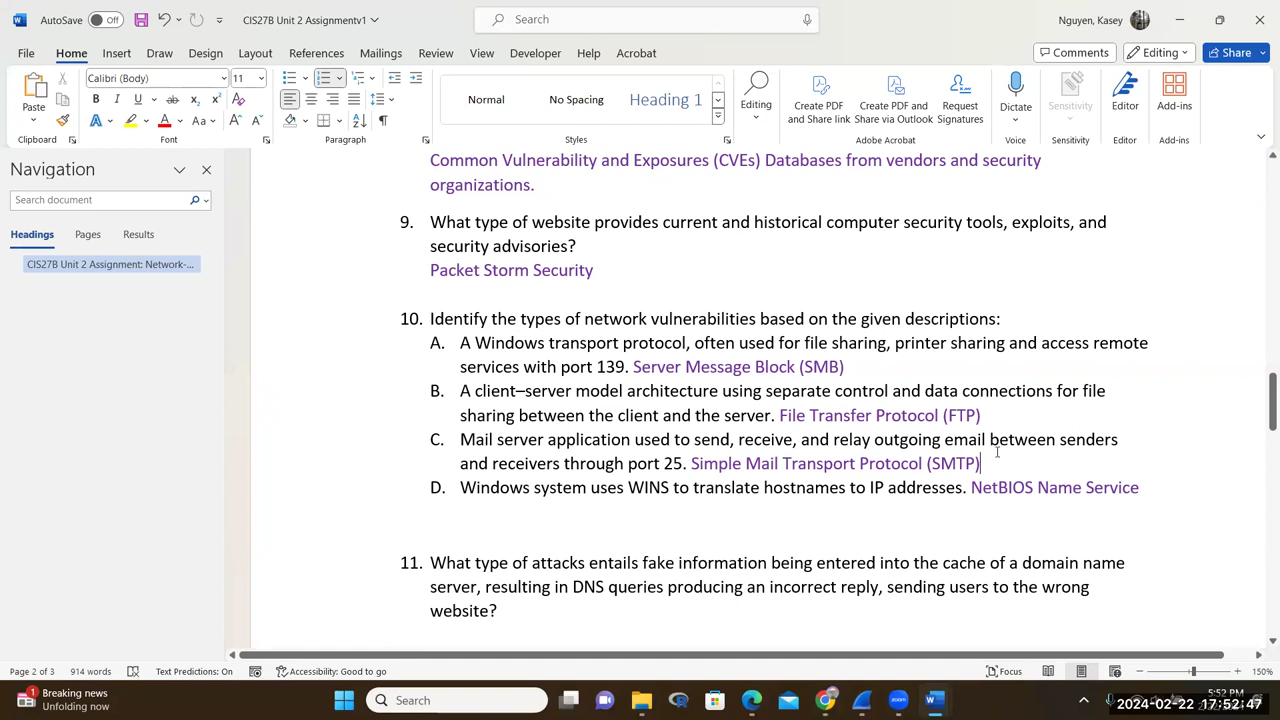 AutoSave Off CIS27B Unit 2 Assignmentv1 Search Nguyen, Kasey
File Home Insert Draw Design Layout References Mailings Review View Developer Help Acrobat Comments Editing Share
Calibri (Body) 11
Paste
Normal No Spacing Heading 1
Editing
Create PDF and Share link
Create PDF and Share via Outlook
Request Signatures
Dictate
Sensitivity
Editor
Add-ins
Clipboard Font Paragraph Styles Adobe Acrobat Voice Sensitivity Editor Add-ins
Navigation
Search document
Headings Pages Results
CIS27B Unit 2 Assignment: Network-...
Common Vulnerability and Exposures (CVEs) Databases from vendors and security
organizations.
9. What type of website provides current and historical computer security tools, exploits, and
security advisories?
Packet Storm Security
10. Identify the types of network vulnerabilities based on the given descriptions:
A. A Windows transport protocol, often used for file sharing, printer sharing and access remote
services with port 139. Server Message Block (SMB)
B. A client–server model architecture using separate control and data connections for file
sharing between the client and the server. File Transfer Protocol (FTP)
C. Mail server application used to send, receive, and relay outgoing email between senders
and receivers through port 25. Simple Mail Transport Protocol (SMTP)
D. Windows system uses WINS to translate hostnames to IP addresses. NetBIOS Name Service
11. What type of attacks entails fake information being entered into the cache of a domain name
server, resulting in DNS queries producing an incorrect reply, sending users to the wrong
website?
Page 2 of 3 914 words Text Predictions: On Accessibility: Good to go Focus 150%
Breaking news
Unfolding now
Search
5:52 PM
2024-02-22 17:52:47